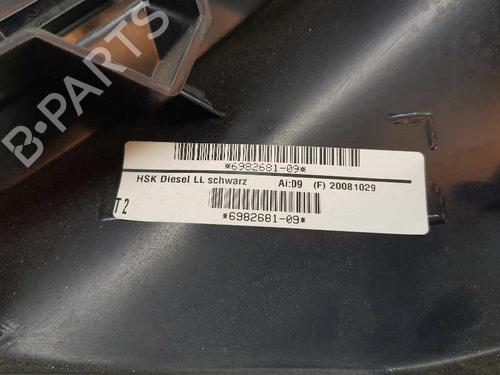 B-PARTS
*6982681-09*
HSK Diesel LL schwarz Ai:09 (F) 20081029
T 2
*6982681-09*